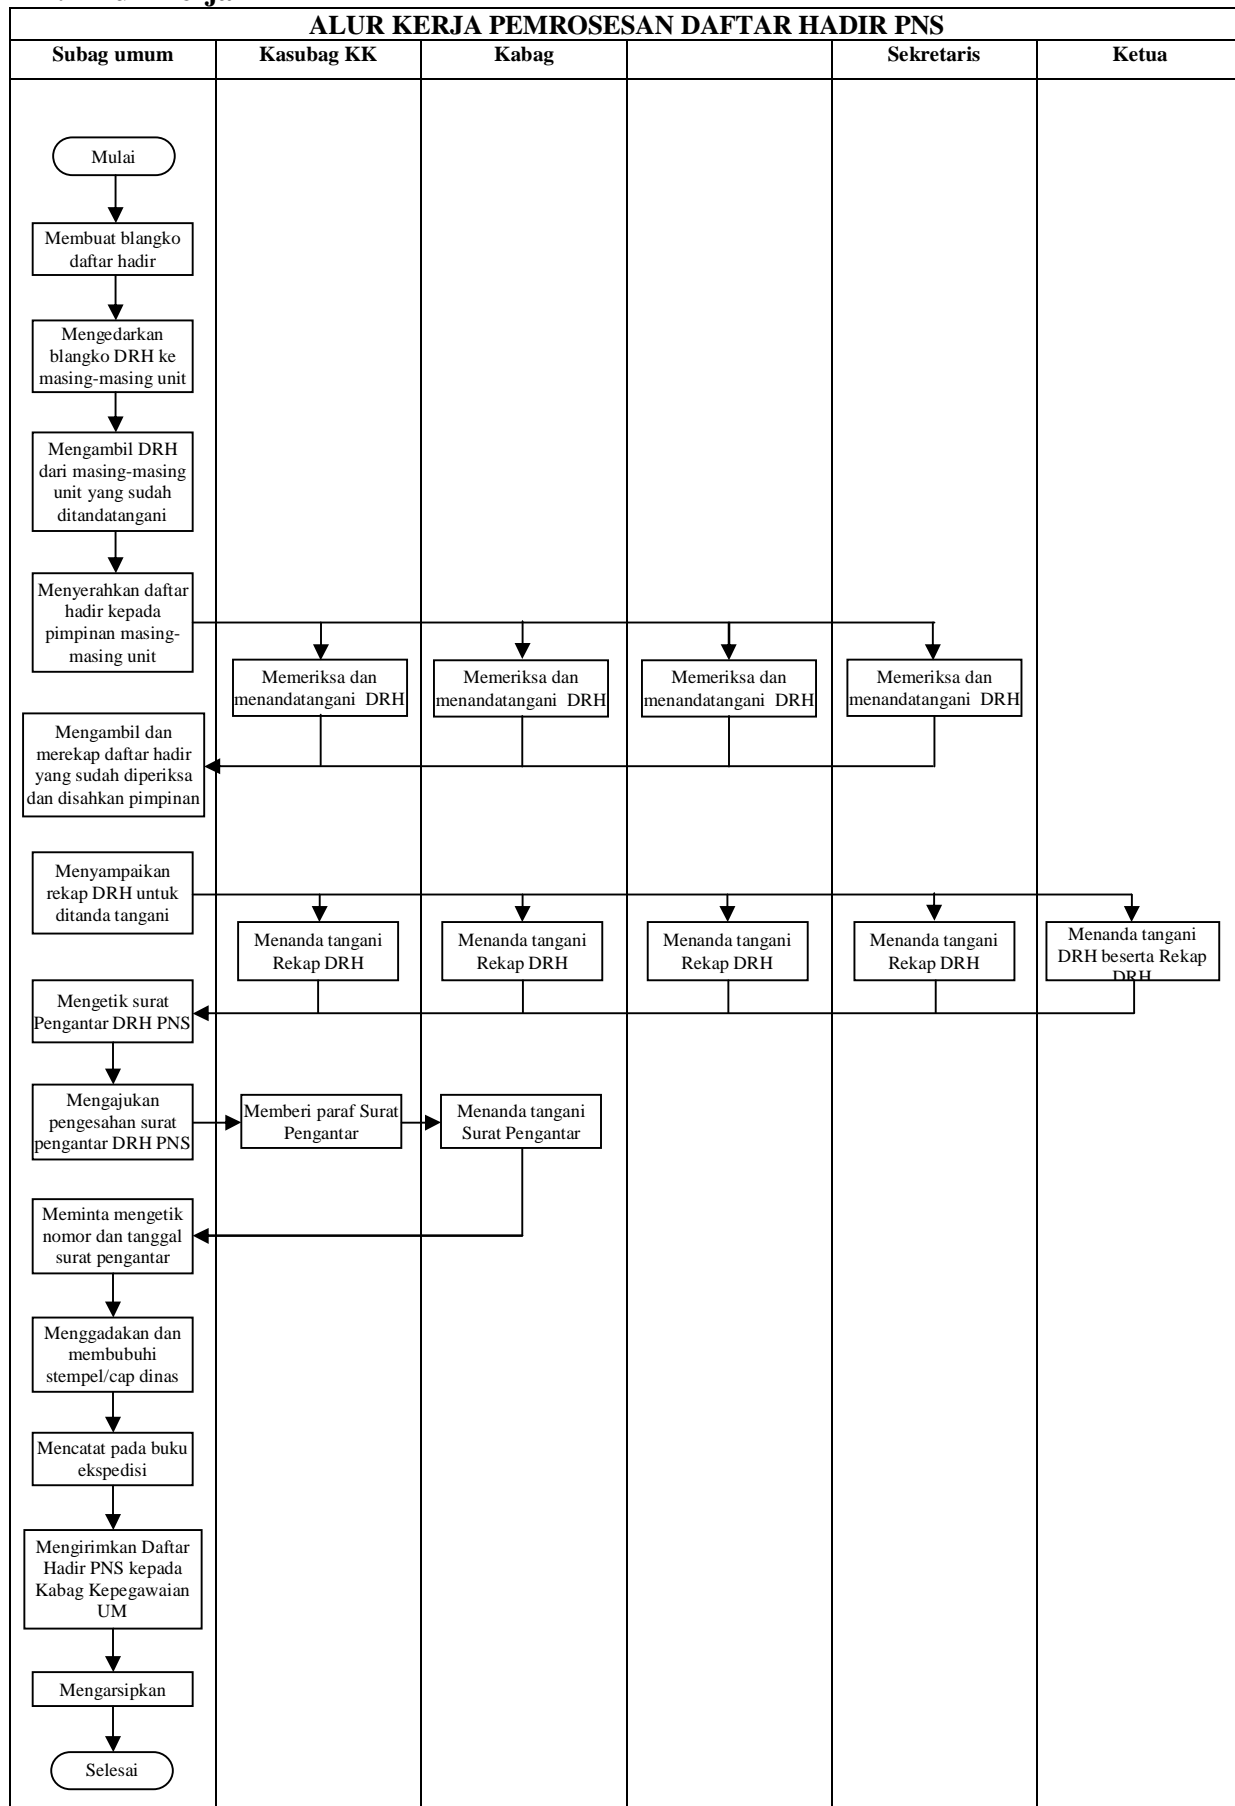 ALUR KERJA PEMROSESAN DAFTAR HADIR PNS
Subag umum
Kasubag KK
Kabag
Sekretaris
Ketua
Mulai
Membuat blangko
daftar hadir
Mengedarkan
blangko DRH ke
masing-masing unit
Mengambil DRH
dari masing-masing
unit yang sudah
ditandatangani
Menyerahkan daftar
hadir kepada
pimpinan masing-
masing unit
Memeriksa dan
menandatangani DRH
Memeriksa dan
menandatangani DRH
Memeriksa dan
menandatangani DRH
Memeriksa dan
menandatangani DRH
Mengambil dan
merekap daftar hadir
yang sudah diperiksa
dan disahkan pimpinan
Menyampaikan
rekap DRH untuk
ditanda tangani
Menanda tangani
Rekap DRH
Menanda tangani
Rekap DRH
Menanda tangani
Rekap DRH
Menanda tangani
Rekap DRH
Menanda tangani
DRH beserta Rekap
DRH
Mengetik surat
Pengantar DRH PNS
Mengajukan
pengesahan surat
pengantar DRH PNS
Memberi paraf Surat
Pengantar
Menanda tangani
Surat Pengantar
Meminta mengetik
nomor dan tanggal
surat pengantar
Menggadakan dan
membubuhi
stempel/cap dinas
Mencatat pada buku
ekspedisi
Mengirimkan Daftar
Hadir PNS kepada
Kabag Kepegawaian
UM
Mengarsipkan
Selesai